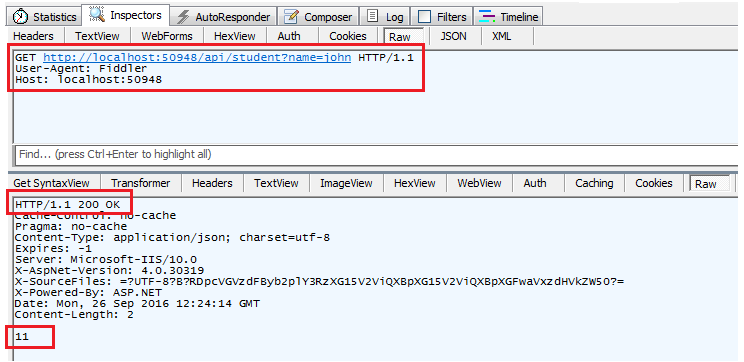 Statistics Inspectors AutoResponder Composer Log Filters Timeline
Headers TextView WebForms HexView Auth Cookies Raw JSON XML
GET http://localhost:50948/api/student?name=john HTTP/1.1
User-Agent: Fiddler
Host: localhost:50948
Find... (press Ctrl+Enter to highlight all)
Get SyntaxView Transformer Headers TextView ImageView HexView WebView Auth Caching Cookies Raw
HTTP/1.1 200 OK
Cache-Control: no-cache
Pragma: no-cache
Content-Type: application/json; charset=utf-8
Expires: -1
Server: Microsoft-IIS/10.0
X-AspNet-Version: 4.0.30319
X-SourceFiles: =?UTF-8?B?RDpcVGVzdFByb2plY3RzXG15V2ViQXBpXG15V2ViQXBpXGFwaVxzdHVkZW50?=
X-Powered-By: ASP.NET
Date: Mon, 26 Sep 2016 12:24:14 GMT
Content-Length: 2
11